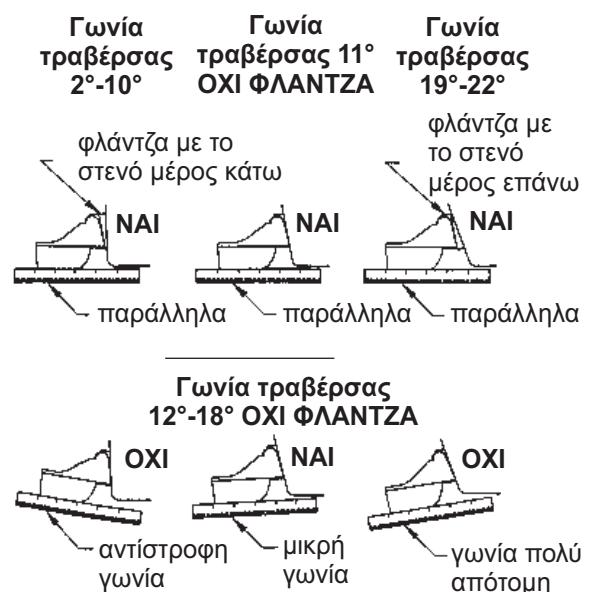 Γωνία
τραβέρσας
2°-10°
Γωνία
τραβέρσας 11°
ΟΧΙ ΦΛΑΝΤΖΑ
Γωνία
τραβέρσας
19°-22°
φλάντζα με το
στενό μέρος κάτω
φλάντζα με
το στενό
μέρος επάνω
ΝΑΙ
ΝΑΙ
ΝΑΙ
παράλληλα
παράλληλα
παράλληλα
Γωνία τραβέρσας
12°-18° ΟΧΙ ΦΛΑΝΤΖΑ
ΟΧΙ
ΝΑΙ
ΟΧΙ
αντίστροφη
γωνία
μικρή
γωνία
γωνία πολύ
απότομη